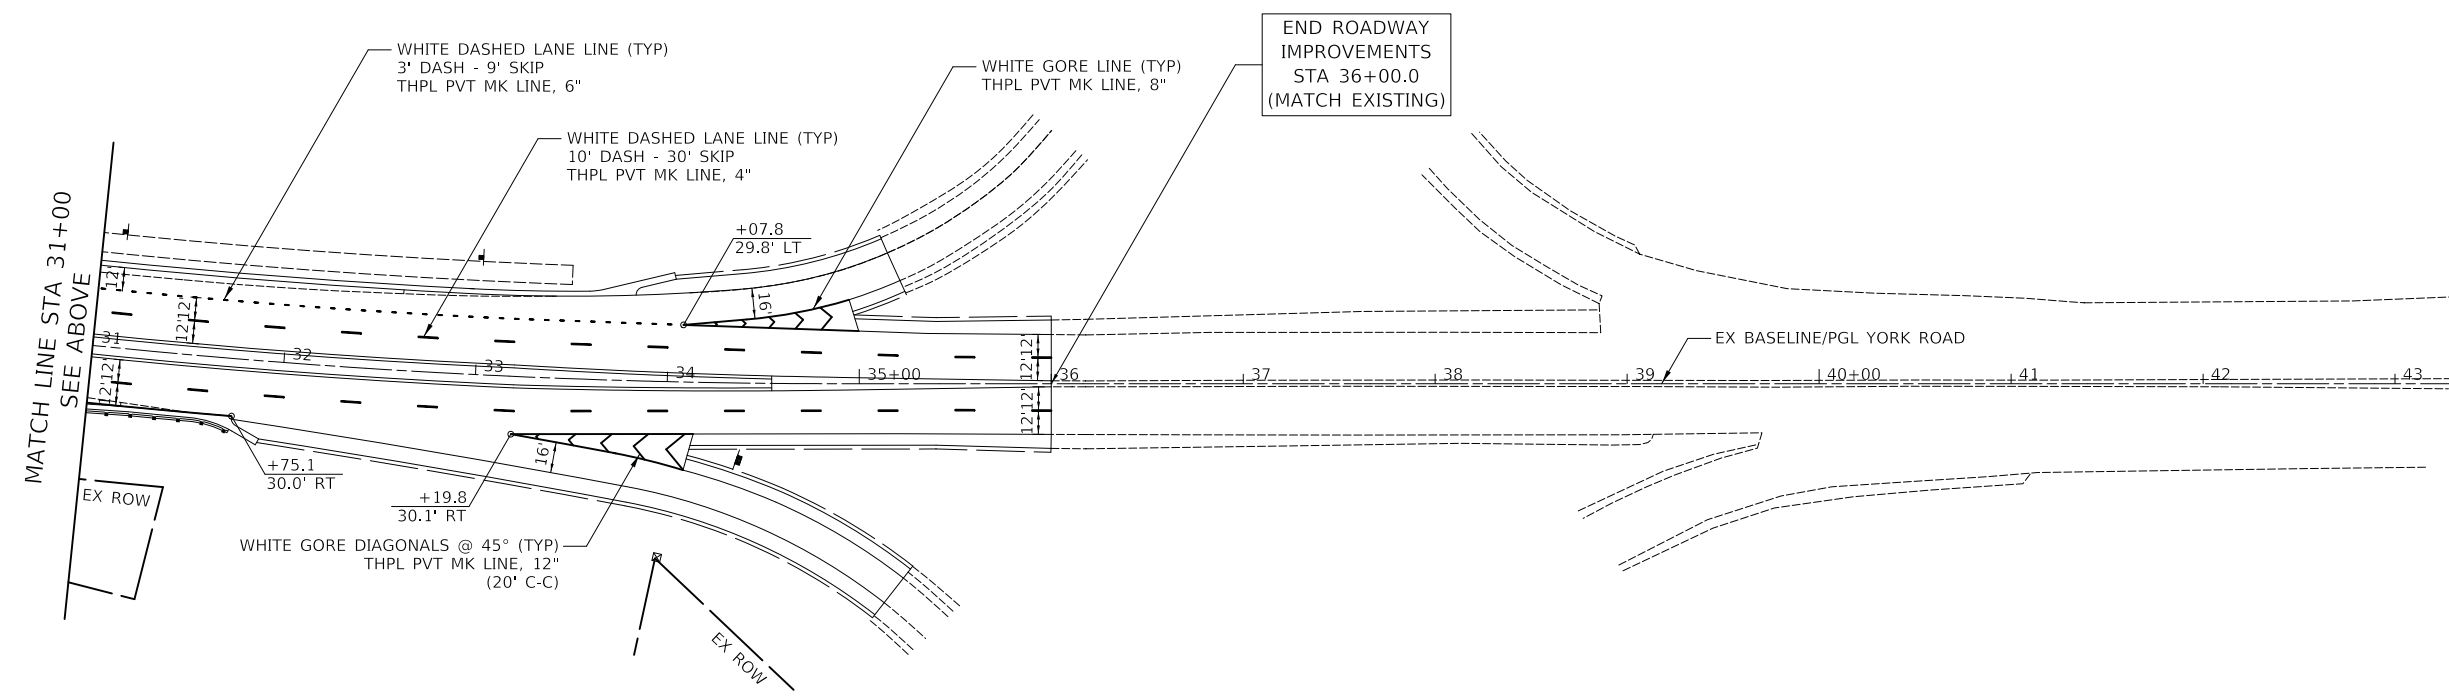 END ROADWAY
IMPROVEMENTS
STA 36+00.0
(MATCH EXISTING)
WHITE DASHED LANE LINE (TYP)
3' DASH - 9' SKIP
THPL PVT MK LINE, 6"
WHITE GORE LINE (TYP)
THPL PVT MK LINE, 8"
WHITE DASHED LANE LINE (TYP)
10' DASH - 30' SKIP
THPL PVT MK LINE, 4"
MATCH LINE STA 31+00
SEE ABOVE
+07.8
29.8' LT
12'
12'
12'
16'
12'
12'
31
32
33
34
35+00
36
37
38
39
40+00
41
42
43
EX BASELINE/PGL YORK ROAD
12'
12'
12'
12'
16'
+75.1
30.0' RT
+19.8
30.1' RT
EX ROW
WHITE GORE DIAGONALS @ 45° (TYP)
THPL PVT MK LINE, 12"
(20' C-C)
EX ROW